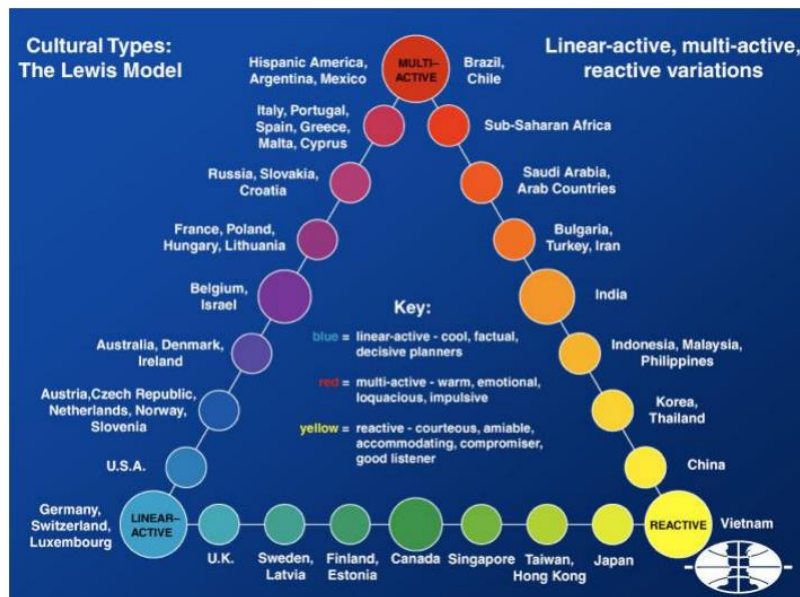 Cultural Types:
The Lewis Model
Linear-active, multi-active,
reactive variations
Hispanic America,
Argentina, Mexico
MULTI–
ACTIVE
Brazil,
Chile
Italy, Portugal,
Spain, Greece,
Malta, Cyprus
Sub-Saharan Africa
Russia, Slovakia,
Croatia
Saudi Arabia,
Arab Countries
France, Poland,
Hungary, Lithuania
Bulgaria,
Turkey, Iran
Belgium,
Israel
India
Key:
blue = linear-active - cool, factual,
decisive planners
red = multi-active - warm, emotional,
loquacious, impulsive
yellow = reactive - courteous, amiable,
accommodating, compromiser,
good listener
Australia, Denmark,
Ireland
Indonesia, Malaysia,
Philippines
Austria,Czech Republic,
Netherlands, Norway,
Slovenia
Korea,
Thailand
U.S.A.
China
Germany,
Switzerland,
Luxembourg
LINEAR–
ACTIVE
U.K.
Sweden,
Latvia
Finland,
Estonia
Canada
Singapore
Taiwan,
Hong Kong
Japan
REACTIVE
Vietnam